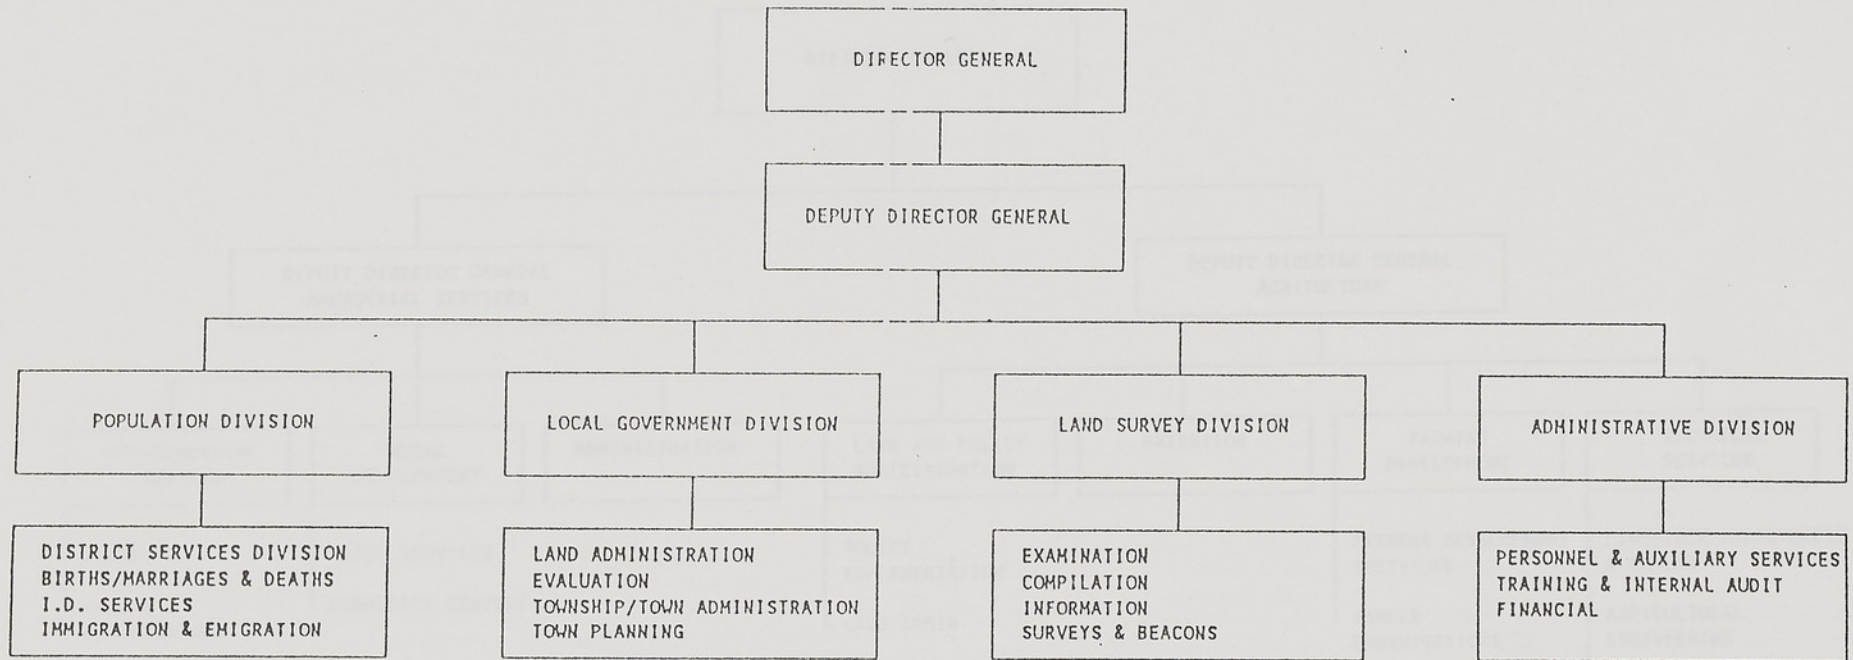 DIRECTOR GENERAL
DEPUTY DIRECTOR GENERAL
POPULATION DIVISION
LOCAL GOVERNMENT DIVISION
LAND SURVEY DIVISION
ADMINISTRATIVE DIVISION
DISTRICT SERVICES DIVISION
BIRTHS/MARRIAGES & DEATHS
I.D. SERVICES
IMMIGRATION & EMIGRATION
LAND ADMINISTRATION
EVALUATION
TOWNSHIP/TOWN ADMINISTRATION
TOWN PLANNING
EXAMINATION
COMPILATION
INFORMATION
SURVEYS & BEACONS
PERSONNEL & AUXILIARY SERVICES
TRAINING & INTERNAL AUDIT
FINANCIAL